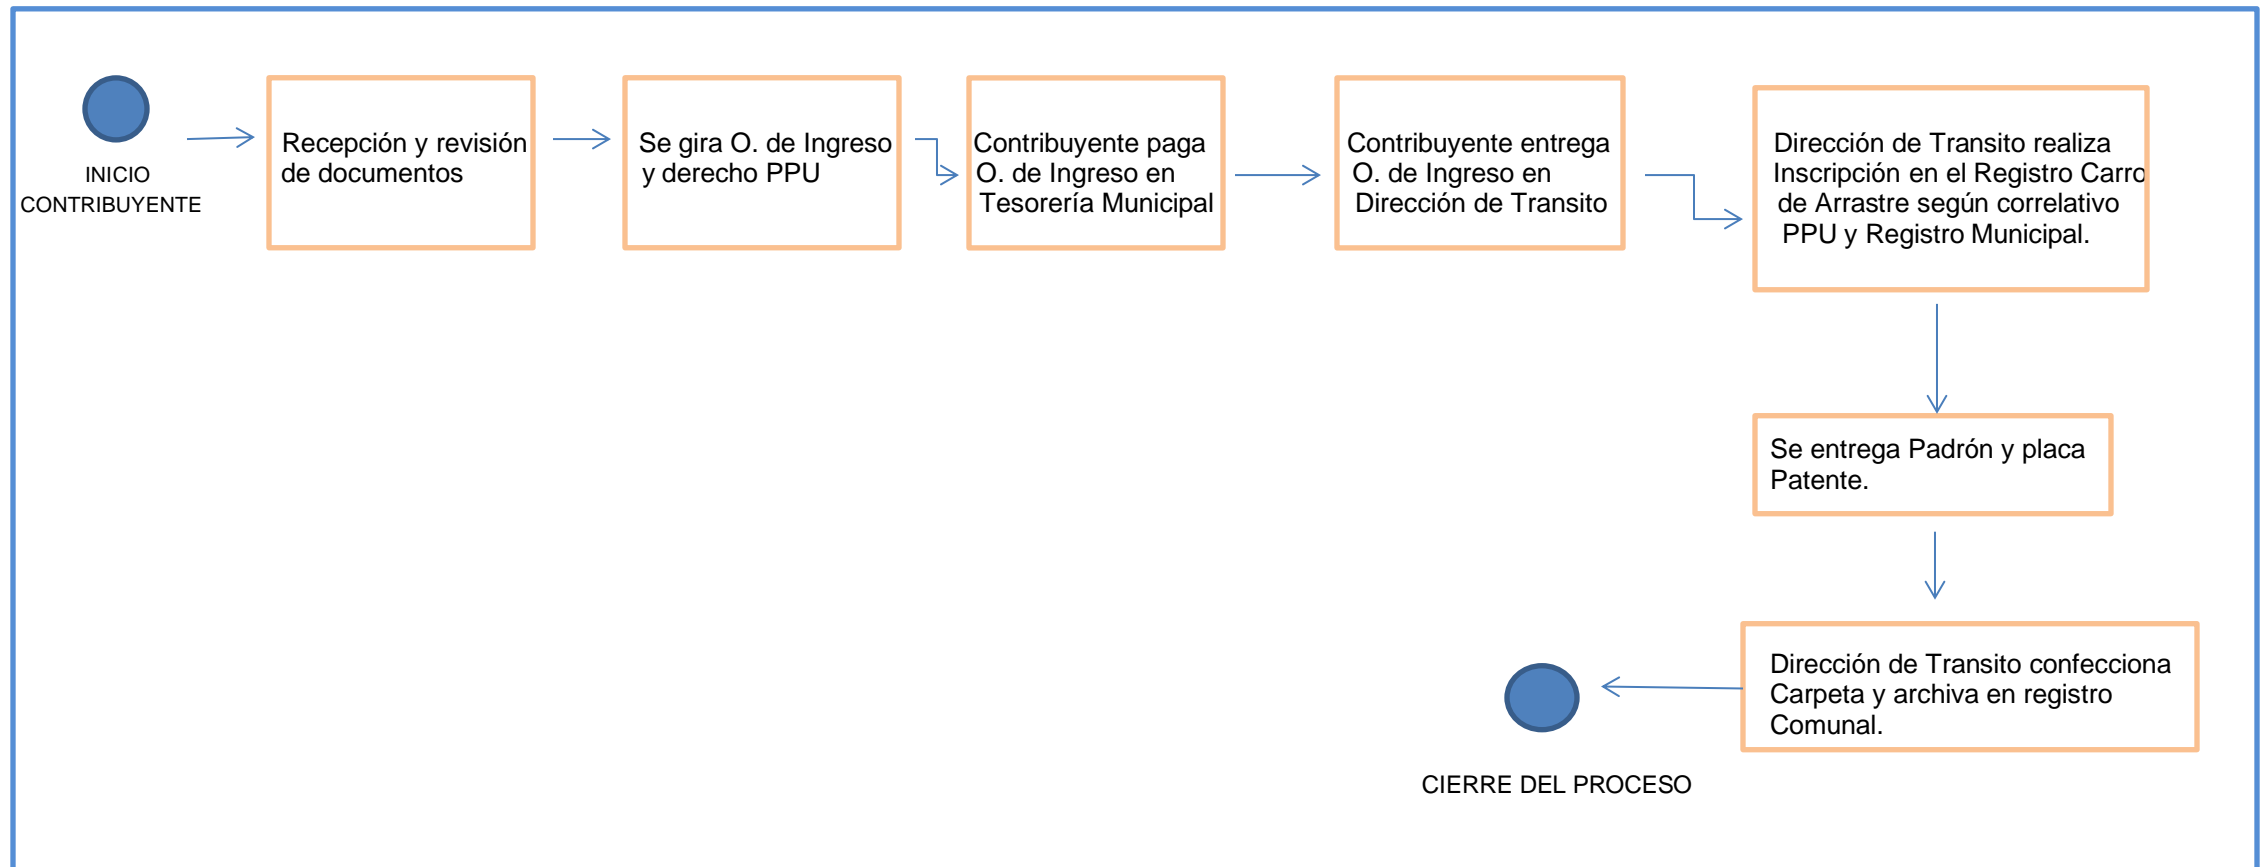 INICIO
CONTRIBUYENTE
Recepción y revisión
de documentos
Se gira O. de Ingreso
y derecho PPU
Contribuyente paga
O. de Ingreso en
Tesorería Municipal
Contribuyente entrega
O. de Ingreso en
Dirección de Transito
Dirección de Transito realiza
Inscripción en el Registro Carro
de Arrastre según correlativo
PPU y Registro Municipal.
Se entrega Padrón y placa
Patente.
Dirección de Transito confecciona
Carpeta y archiva en registro
Comunal.
CIERRE DEL PROCESO